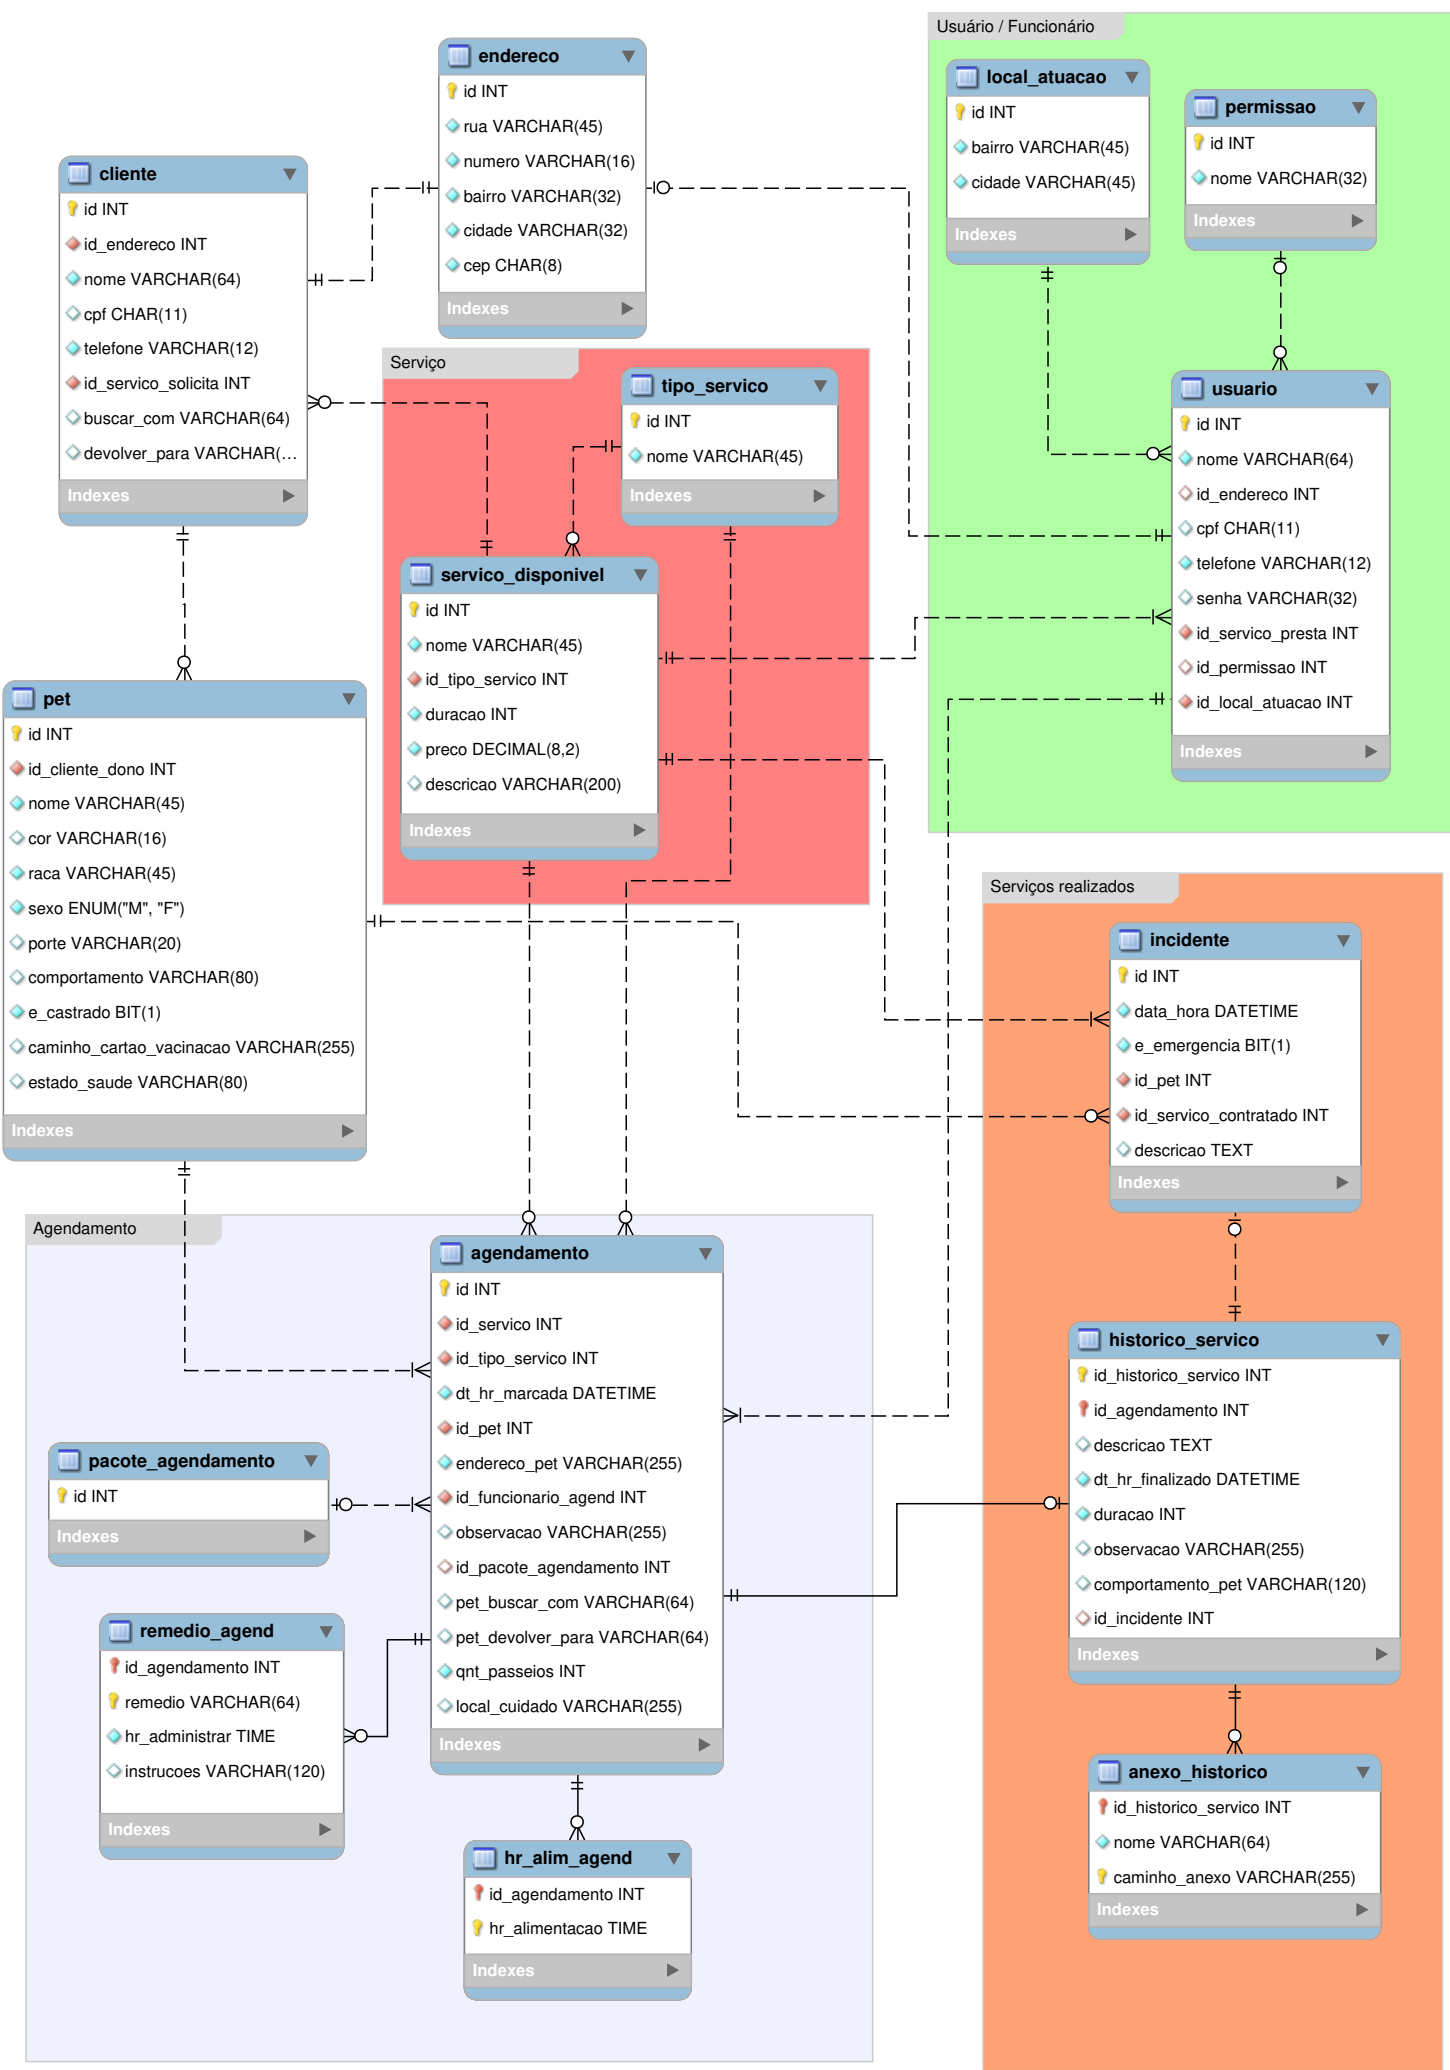 Usuário / Funcionário
endereco
id INT
rua VARCHAR(45)
numero VARCHAR(16)
bairro VARCHAR(32)
cidade VARCHAR(32)
cep CHAR(8)
Indexes
local_atuacao
id INT
bairro VARCHAR(45)
cidade VARCHAR(45)
Indexes
permissao
id INT
nome VARCHAR(32)
Indexes
cliente
id INT
id_endereco INT
nome VARCHAR(64)
cpf CHAR(11)
telefone VARCHAR(12)
id_servico_solicita INT
buscar_com VARCHAR(64)
devolver_para VARCHAR(...
Indexes
Serviço
tipo_servico
id INT
nome VARCHAR(45)
Indexes
usuario
id INT
nome VARCHAR(64)
id_endereco INT
cpf CHAR(11)
telefone VARCHAR(12)
senha VARCHAR(32)
id_servico_presta INT
id_permissao INT
id_local_atuacao INT
Indexes
servico_disponivel
id INT
nome VARCHAR(45)
id_tipo_servico INT
duracao INT
preco DECIMAL(8,2)
descricao VARCHAR(200)
Indexes
pet
id INT
id_cliente_dono INT
nome VARCHAR(45)
cor VARCHAR(16)
raca VARCHAR(45)
sexo ENUM("M", "F")
porte VARCHAR(20)
comportamento VARCHAR(80)
e_castrado BIT(1)
caminho_cartao_vacinacao VARCHAR(255)
estado_saude VARCHAR(80)
Indexes
Serviços realizados
incidente
id INT
data_hora DATETIME
e_emergencia BIT(1)
id_pet INT
id_servico_contratado INT
descricao TEXT
Indexes
Agendamento
agendamento
id INT
id_servico INT
id_tipo_servico INT
dt_hr_marcada DATETIME
id_pet INT
endereco_pet VARCHAR(255)
id_funcionario_agend INT
observacao VARCHAR(255)
id_pacote_agendamento INT
pet_buscar_com VARCHAR(64)
pet_devolver_para VARCHAR(64)
qnt_passeios INT
local_cuidado VARCHAR(255)
Indexes
historico_servico
id_historico_servico INT
id_agendamento INT
descricao TEXT
dt_hr_finalizado DATETIME
duracao INT
observacao VARCHAR(255)
comportamento_pet VARCHAR(120)
id_incidente INT
Indexes
pacote_agendamento
id INT
Indexes
remedio_agend
id_agendamento INT
remedio VARCHAR(64)
hr_administrar TIME
instrucoes VARCHAR(120)
Indexes
anexo_historico
id_historico_servico INT
nome VARCHAR(64)
caminho_anexo VARCHAR(255)
Indexes
hr_alim_agend
id_agendamento INT
hr_alimentacao TIME
Indexes